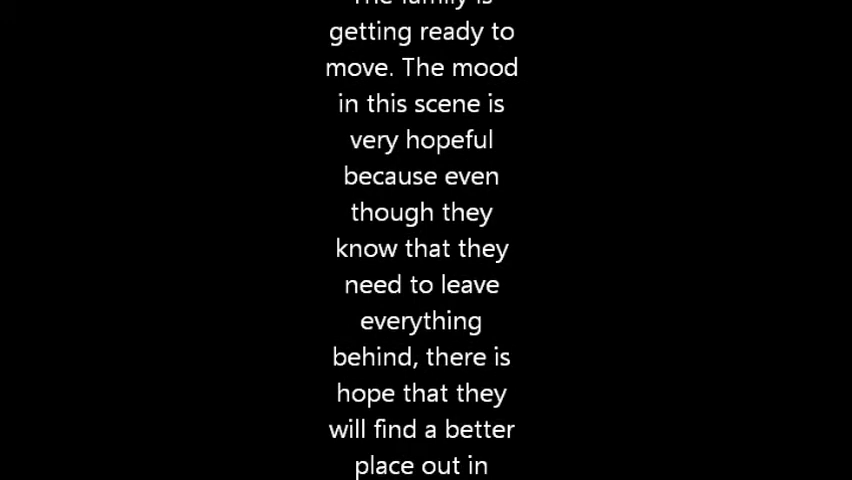 The family is
getting ready to
move. The mood
in this scene is
very hopeful
because even
though they
know that they
need to leave
everything
behind, there is
hope that they
will find a better
place out in